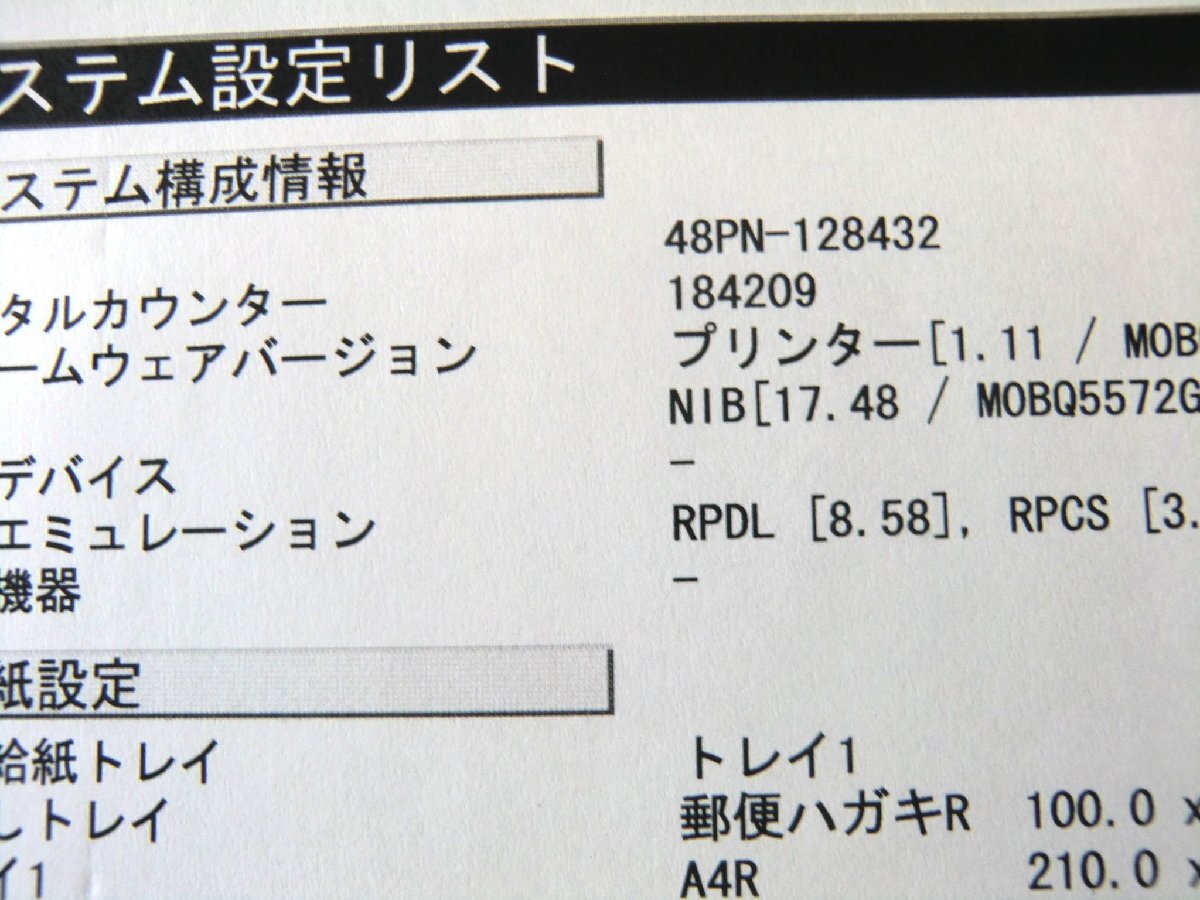 ステム設定リスト
ステム構成情報
48PN-128432
タルカウンター 184209
ームウェアバージョン プリンター[1.11 / MOB
NIB[17.48 / MOBQ5572G
デバイス -
エミュレーション RPDL [8.58], RPCS [3.
機器 -
紙設定
給紙トレイ トレイ1
しトレイ 郵便ハガキR 100.0 x
イ1 A4R 210.0 x